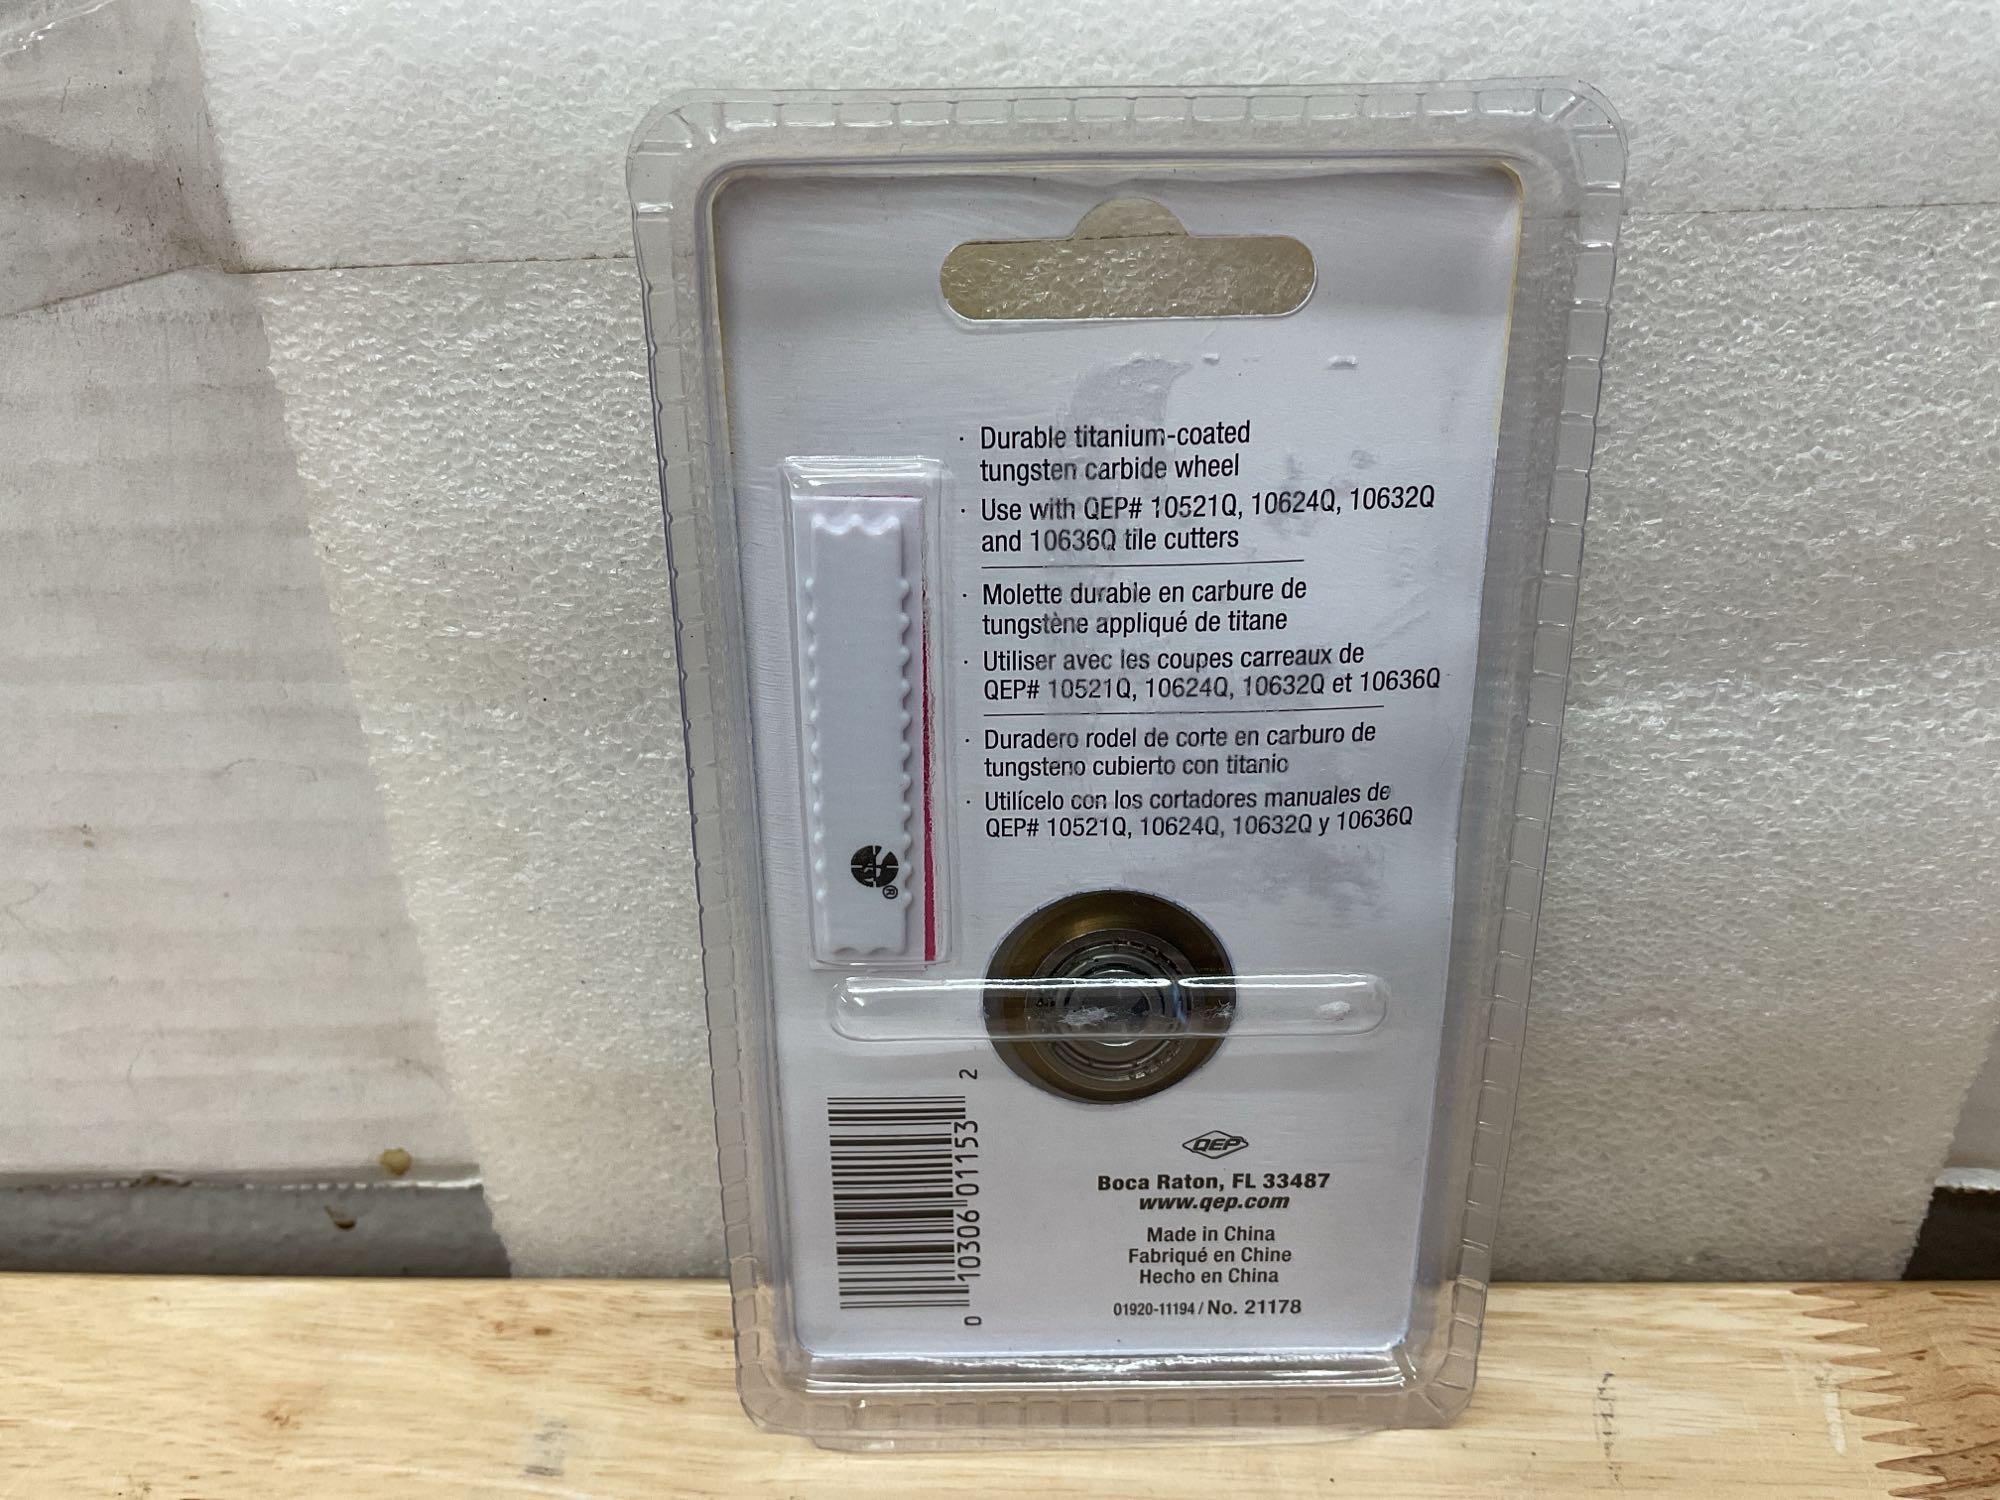 · Durable titanium-coated
tungsten carbide wheel
· Use with QEP# 10521Q, 10624Q, 10632Q
and 10636Q tile cutters
· Molette durable en carbure de
tungstène appliqué de titane
· Utiliser avec les coupes carreaux de
QEP# 10521Q, 10624Q, 10632Q et 10636Q
· Duradero rodel de corte en carburo de
tungsteno cubierto con titanio
· Utilícelo con los cortadores manuales de
QEP# 10521Q, 10624Q, 10632Q y 10636Q
®
0 10306 01153 2
QEP
Boca Raton, FL 33487
www.qep.com
Made in China
Fabriqué en Chine
Hecho en China
01920-11194 / No. 21178